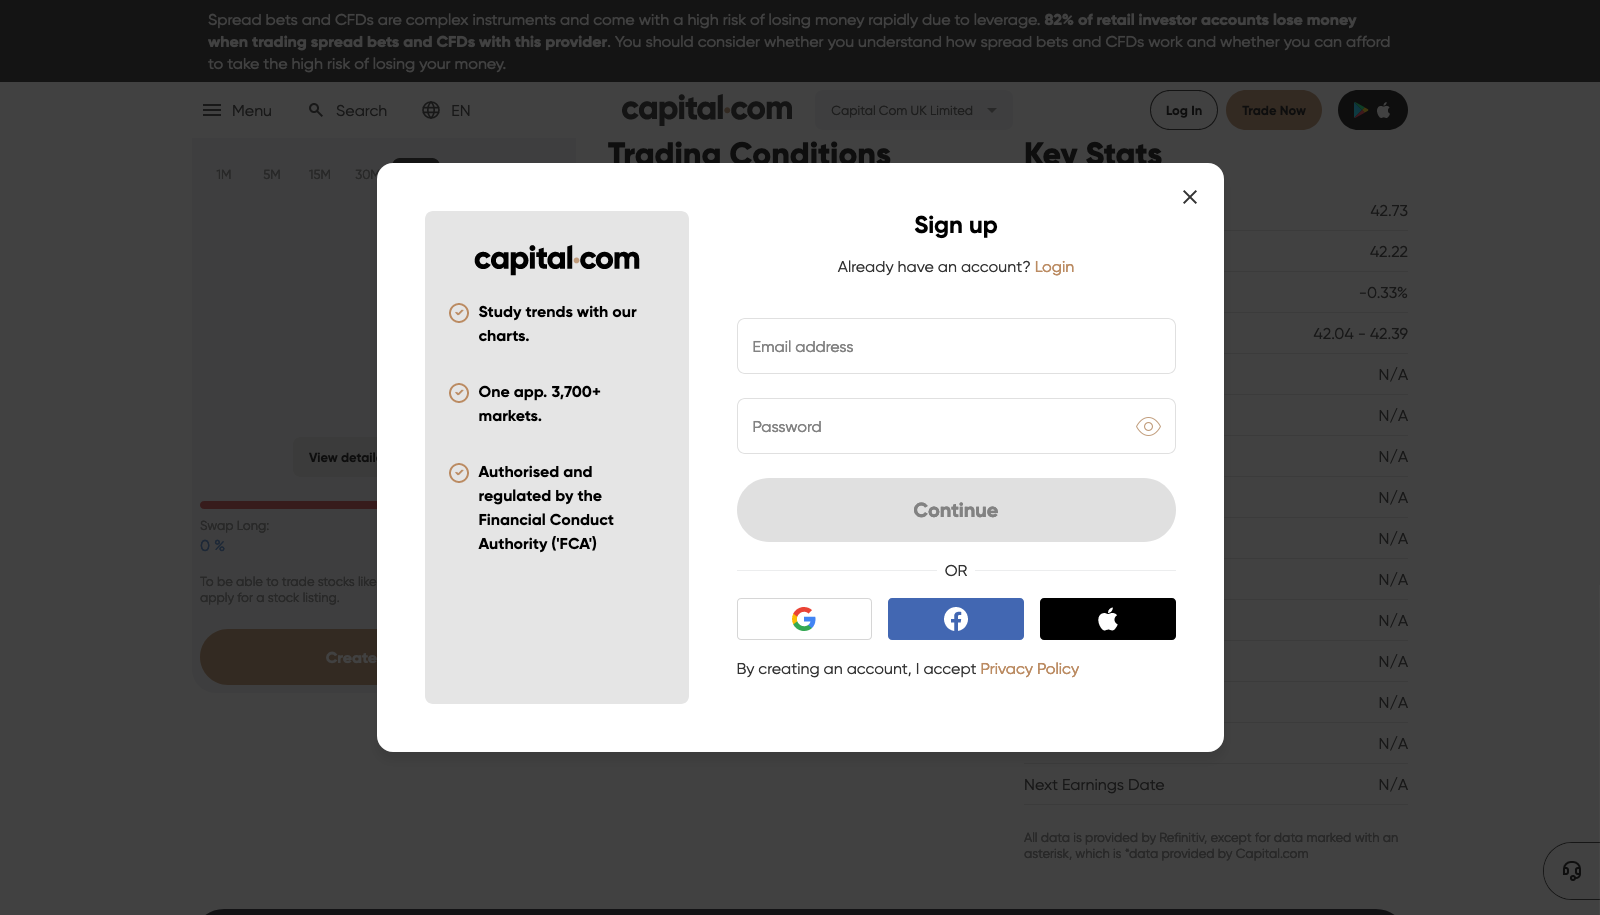 Spread bets and CFDs are complex instruments and come with a high risk of losing money rapidly due to leverage. 82% of retail investor accounts lose money
when trading spread bets and CFDs with this provider. You should consider whether you understand how spread bets and CFDs work and whether you can afford
to take the high risk of losing your money.
Menu
Search
EN
capital.com
Capital Com UK Limited
Log In
Trade Now
Trading Conditions
Key Stats
1M
5M
15M
42.73
42.22
-0.33%
42.04 - 42.39
N/A
N/A
N/A
N/A
N/A
N/A
N/A
N/A
N/A
N/A
Next Earnings Date
N/A
All data is provided by Refinitiv, except for data marked with an
asterisk, which is *data provided by Capital.com
Swap Long:
0 %
To be able to trade stocks like
apply for a stock listing.
Create
capital.com
Study trends with our
charts.
One app. 3,700+
markets.
Authorised and
regulated by the
Financial Conduct
Authority ('FCA')
Sign up
Already have an account? Login
Email address
Password
Continue
OR
By creating an account, I accept Privacy Policy